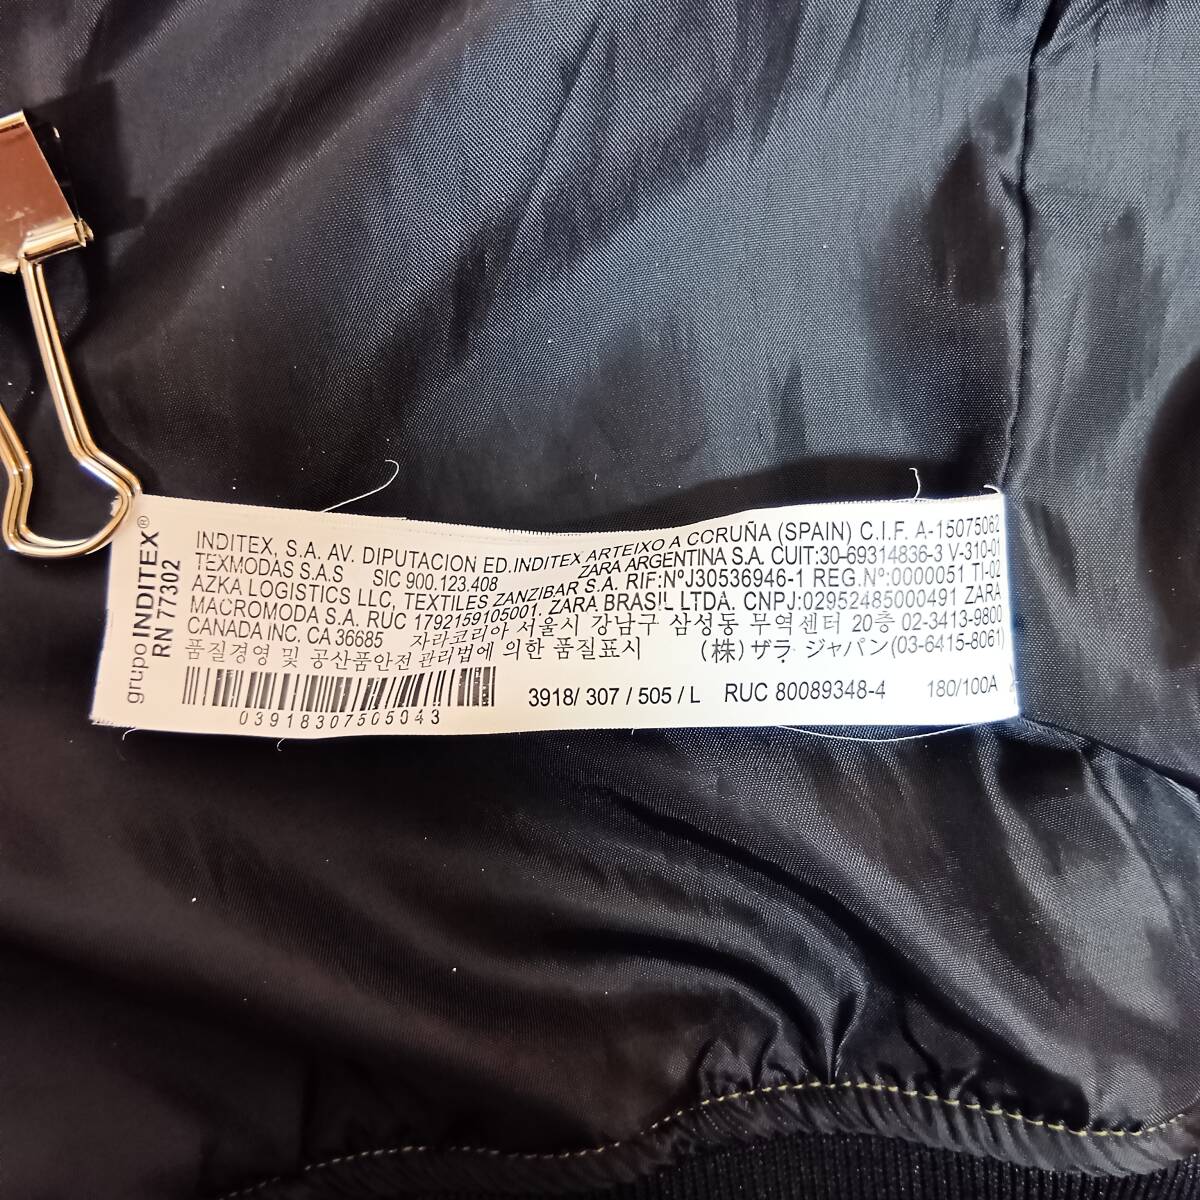 grupo INDITEX®
RN 77302
INDITEX, S.A. AV. DIPUTACION ED.INDITEX ARTEIXO A CORUÑA (SPAIN) C.I.F. A-15075062
TEXMODAS S.A.S SIC 900.123.408 ZARA ARGENTINA S.A. CUIT:30-69314836-3 V-310-01
AZKA LOGISTICS LLC, TEXTILES ZANZIBAR S.A. RIF:NºJ30536946-1 REG.Nº:0000051 TI-02
MACROMODA S.A. RUC 1792159105001. ZARA BRASIL LTDA. CNPJ:02952485000491 ZARA
CANADA INC. CA 36685 자라코리아 서울시 강남구 삼성동 무역센터 20층 02-3413-9800
품질경영 및 공산품안전 관리법에 의한 품질표시 (株)ザラ ジャパン(03-6415-8061)
03918307505043 3918/ 307 / 505 / L RUC 80089348-4 180/100A